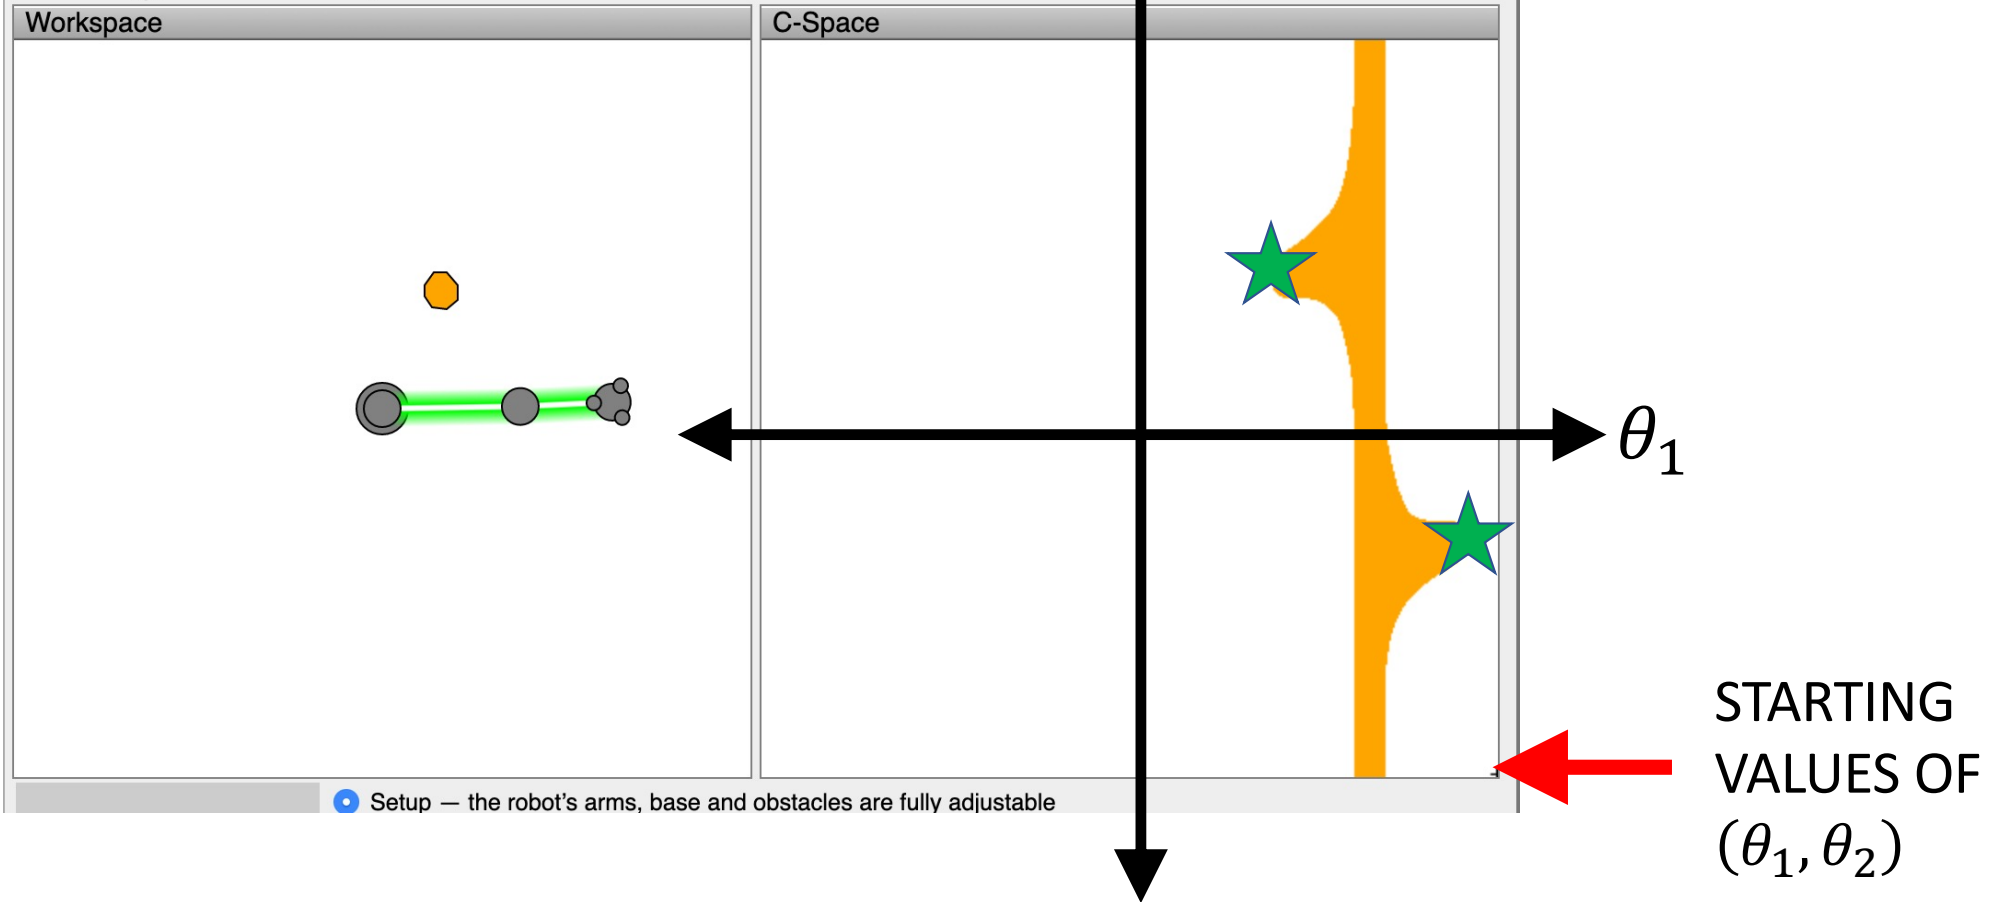 Workspace
C-Space
θ₁
STARTING
VALUES OF
(θ₁, θ₂)
Setup — the robot's arms, base and obstacles are fully adjustable